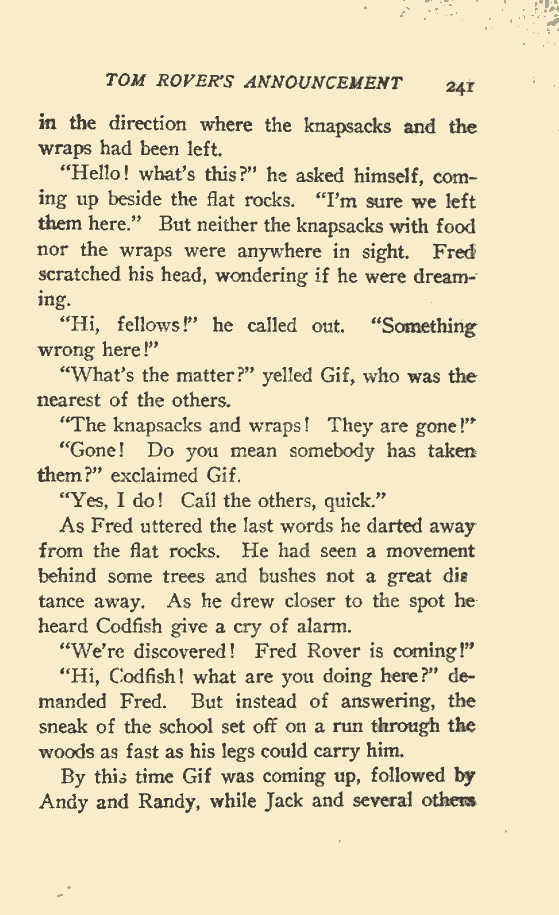 TOM ROVER'S ANNOUNCEMENT 241
in the direction where the knapsacks and the
wraps had been left.
"Hello! what's this?" he asked himself, com-
ing up beside the flat rocks. "I'm sure we left
them here." But neither the knapsacks with food
nor the wraps were anywhere in sight. Fred
scratched his head, wondering if he were dream-
ing.
"Hi, fellows!" he called out. "Something
wrong here!"
"What's the matter?" yelled Gif, who was the
nearest of the others.
"The knapsacks and wraps! They are gone!"
"Gone! Do you mean somebody has taken
them?" exclaimed Gif.
"Yes, I do! Call the others, quick."
As Fred uttered the last words he darted away
from the flat rocks. He had seen a movement
behind some trees and bushes not a great dis
tance away. As he drew closer to the spot he
heard Codfish give a cry of alarm.
"We're discovered! Fred Rover is coming!"
"Hi, Codfish! what are you doing here?" de-
manded Fred. But instead of answering, the
sneak of the school set off on a run through the
woods as fast as his legs could carry him.
By this time Gif was coming up, followed by
Andy and Randy, while Jack and several others